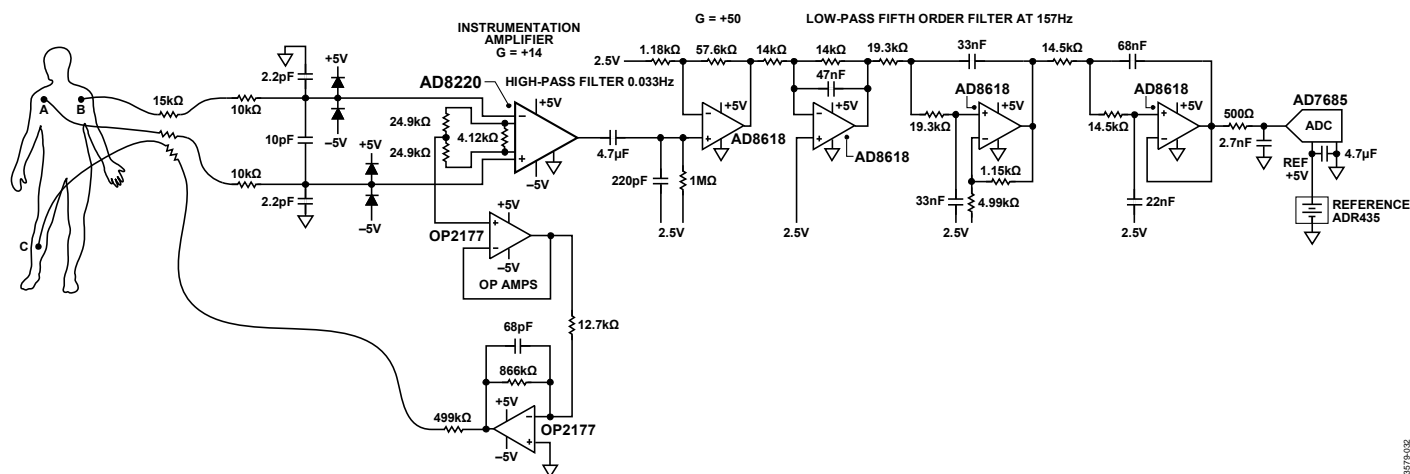 INSTRUMENTATION
AMPLIFIER
G = +14
G = +50
LOW-PASS FIFTH ORDER FILTER AT 157Hz
A
B
C
15kΩ
10kΩ
10kΩ
2.2pF
10pF
2.2pF
+5V
–5V
+5V
–5V
AD8220
HIGH-PASS FILTER 0.033Hz
24.9kΩ
24.9kΩ
4.12kΩ
–
+
+5V
–5V
4.7µF
220pF
1MΩ
2.5V
2.5V
1.18kΩ
57.6kΩ
–
+
+5V
AD8618
14kΩ
14kΩ
47nF
–
+
+5V
AD8618
2.5V
19.3kΩ
33nF
19.3kΩ
AD8618
+
–
+5V
1.15kΩ
4.99kΩ
33nF
2.5V
14.5kΩ
68nF
14.5kΩ
AD8618
+
–
+5V
22nF
2.5V
500Ω
2.7nF
AD7685
ADC
REF
+5V
4.7µF
REFERENCE
ADR435
OP2177
+
–
+5V
–5V
OP AMPS
12.7kΩ
68pF
866kΩ
499kΩ
+5V
–5V
–
+
OP2177
3579-032